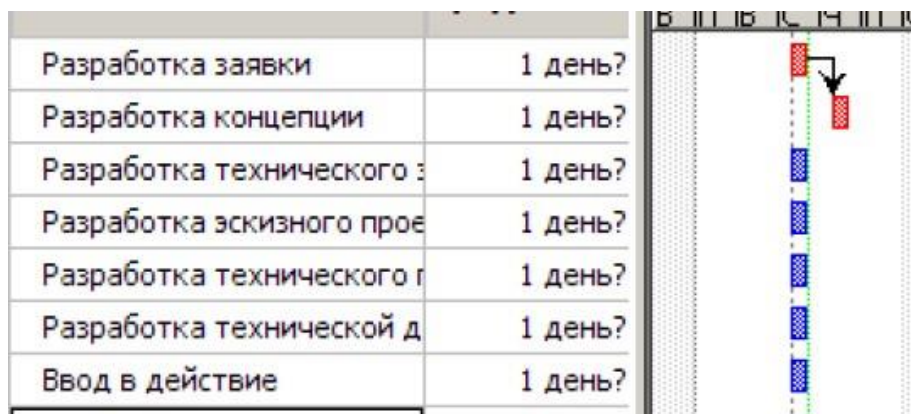 Разработка заявки 1 день?
Разработка концепции 1 день?
Разработка технического 1 день?
Разработка эскизного прое 1 день?
Разработка технического 1 день?
Разработка технической д 1 день?
Ввод в действие 1 день?